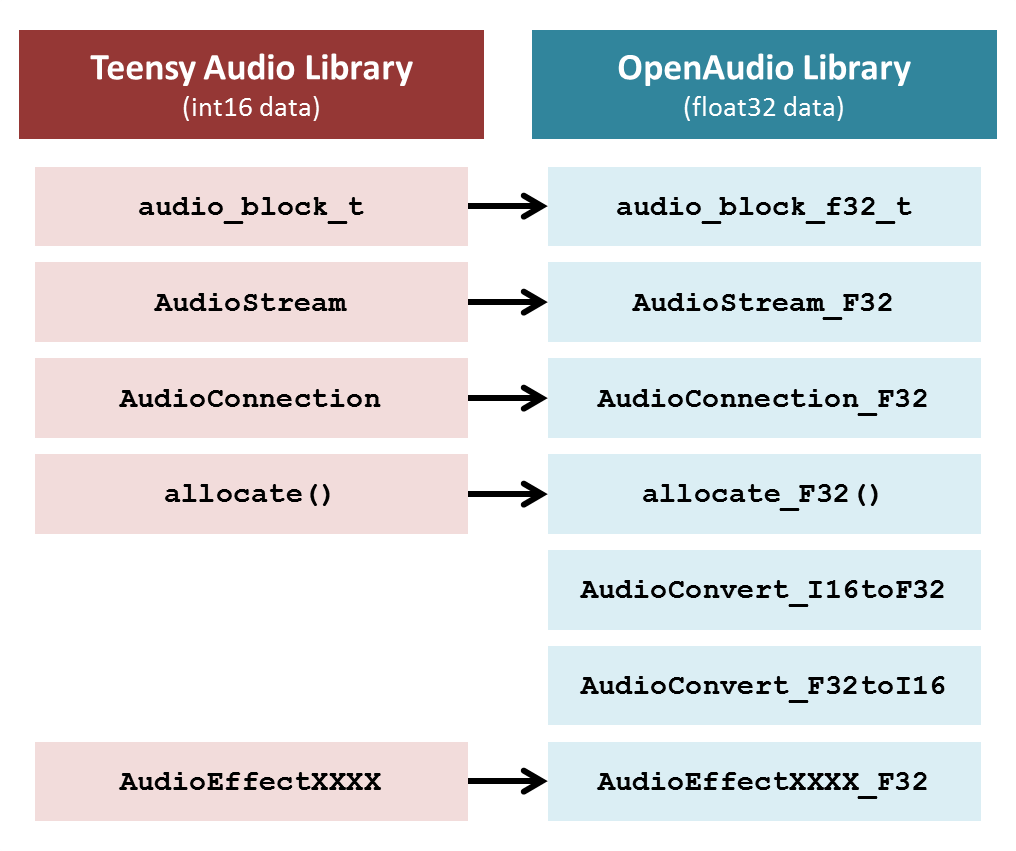 Teensy Audio Library
(int16 data)
OpenAudio Library
(float32 data)
audio_block_t
audio_block_f32_t
AudioStream
AudioStream_F32
AudioConnection
AudioConnection_F32
allocate()
allocate_F32()
AudioConvert_I16toF32
AudioConvert_F32toI16
AudioEffectXXXX
AudioEffectXXXX_F32